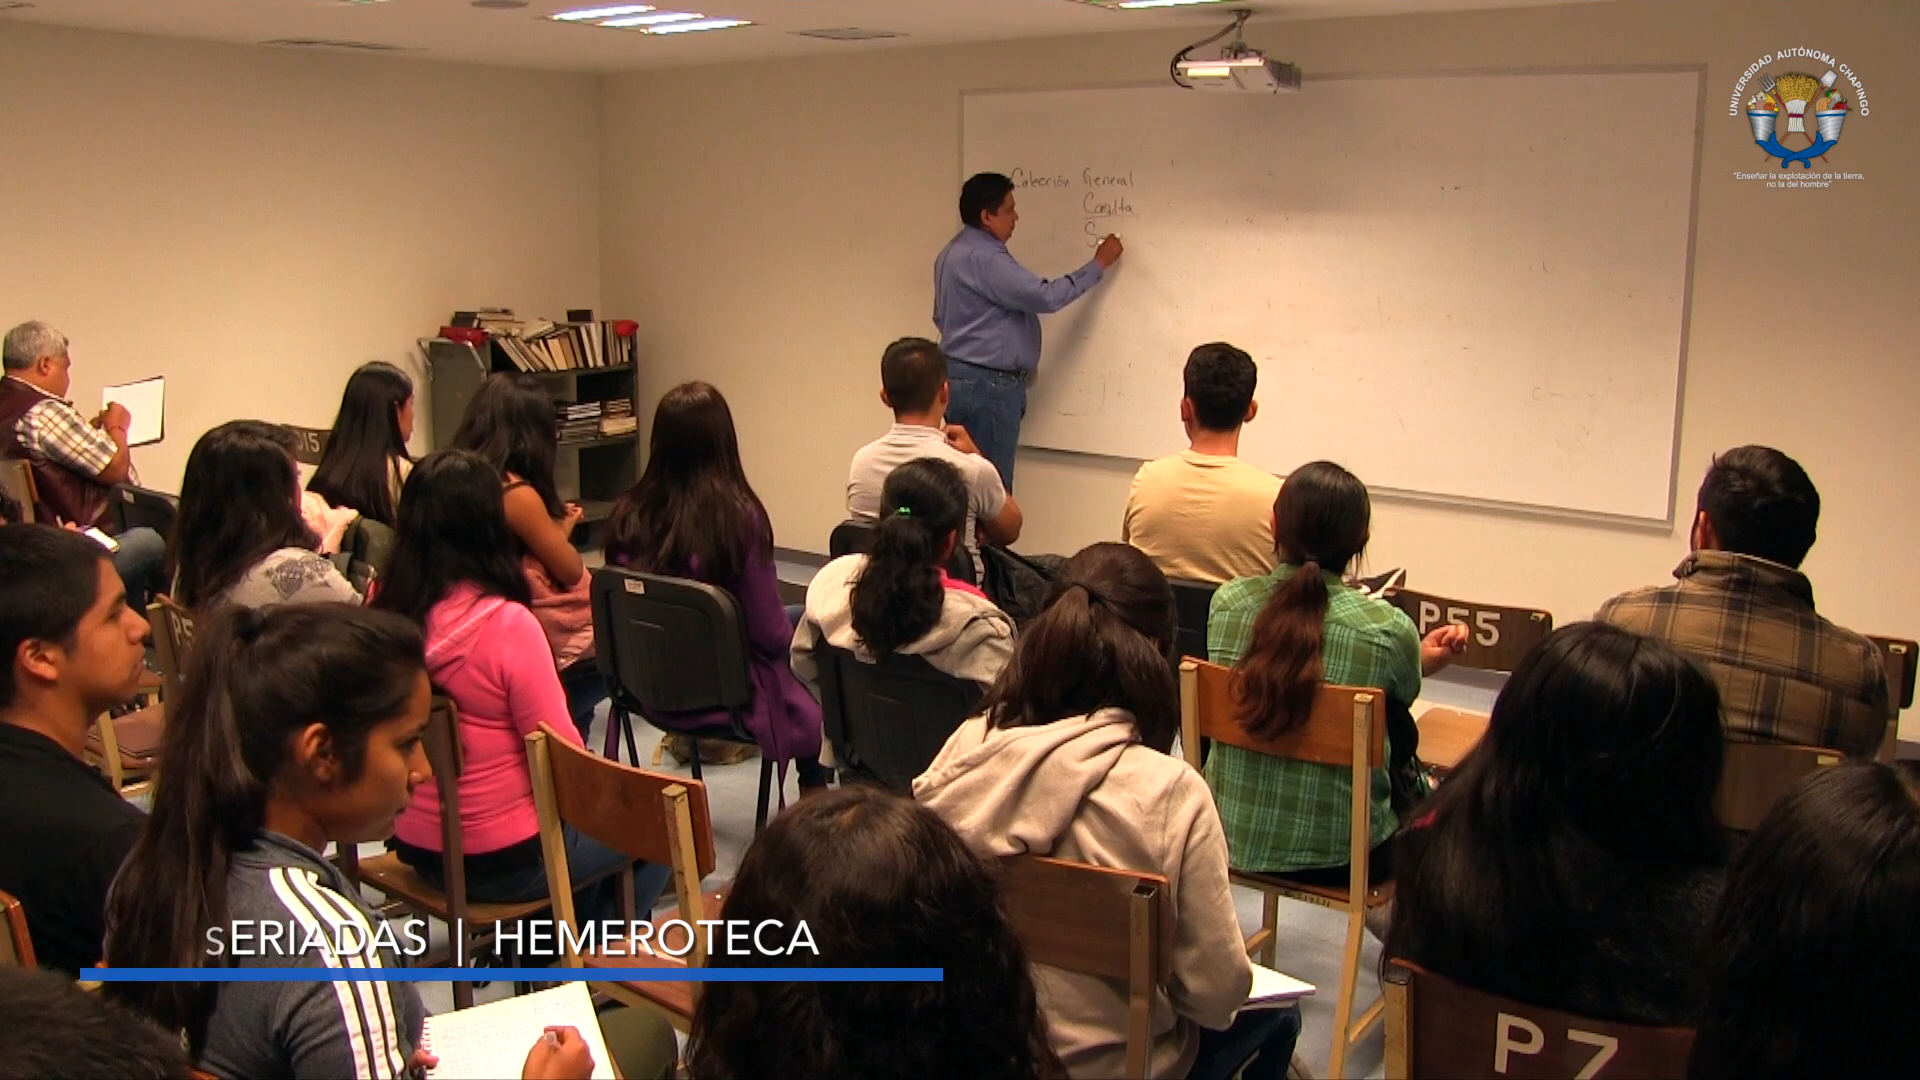 UNIVERSIDAD AUTÓNOMA CHAPINGO
"Enseñar la explotación de la tierra,
no la del hombre"
Colección General
Consulta
S
P55
P7
SERIADAS | HEMEROTECA